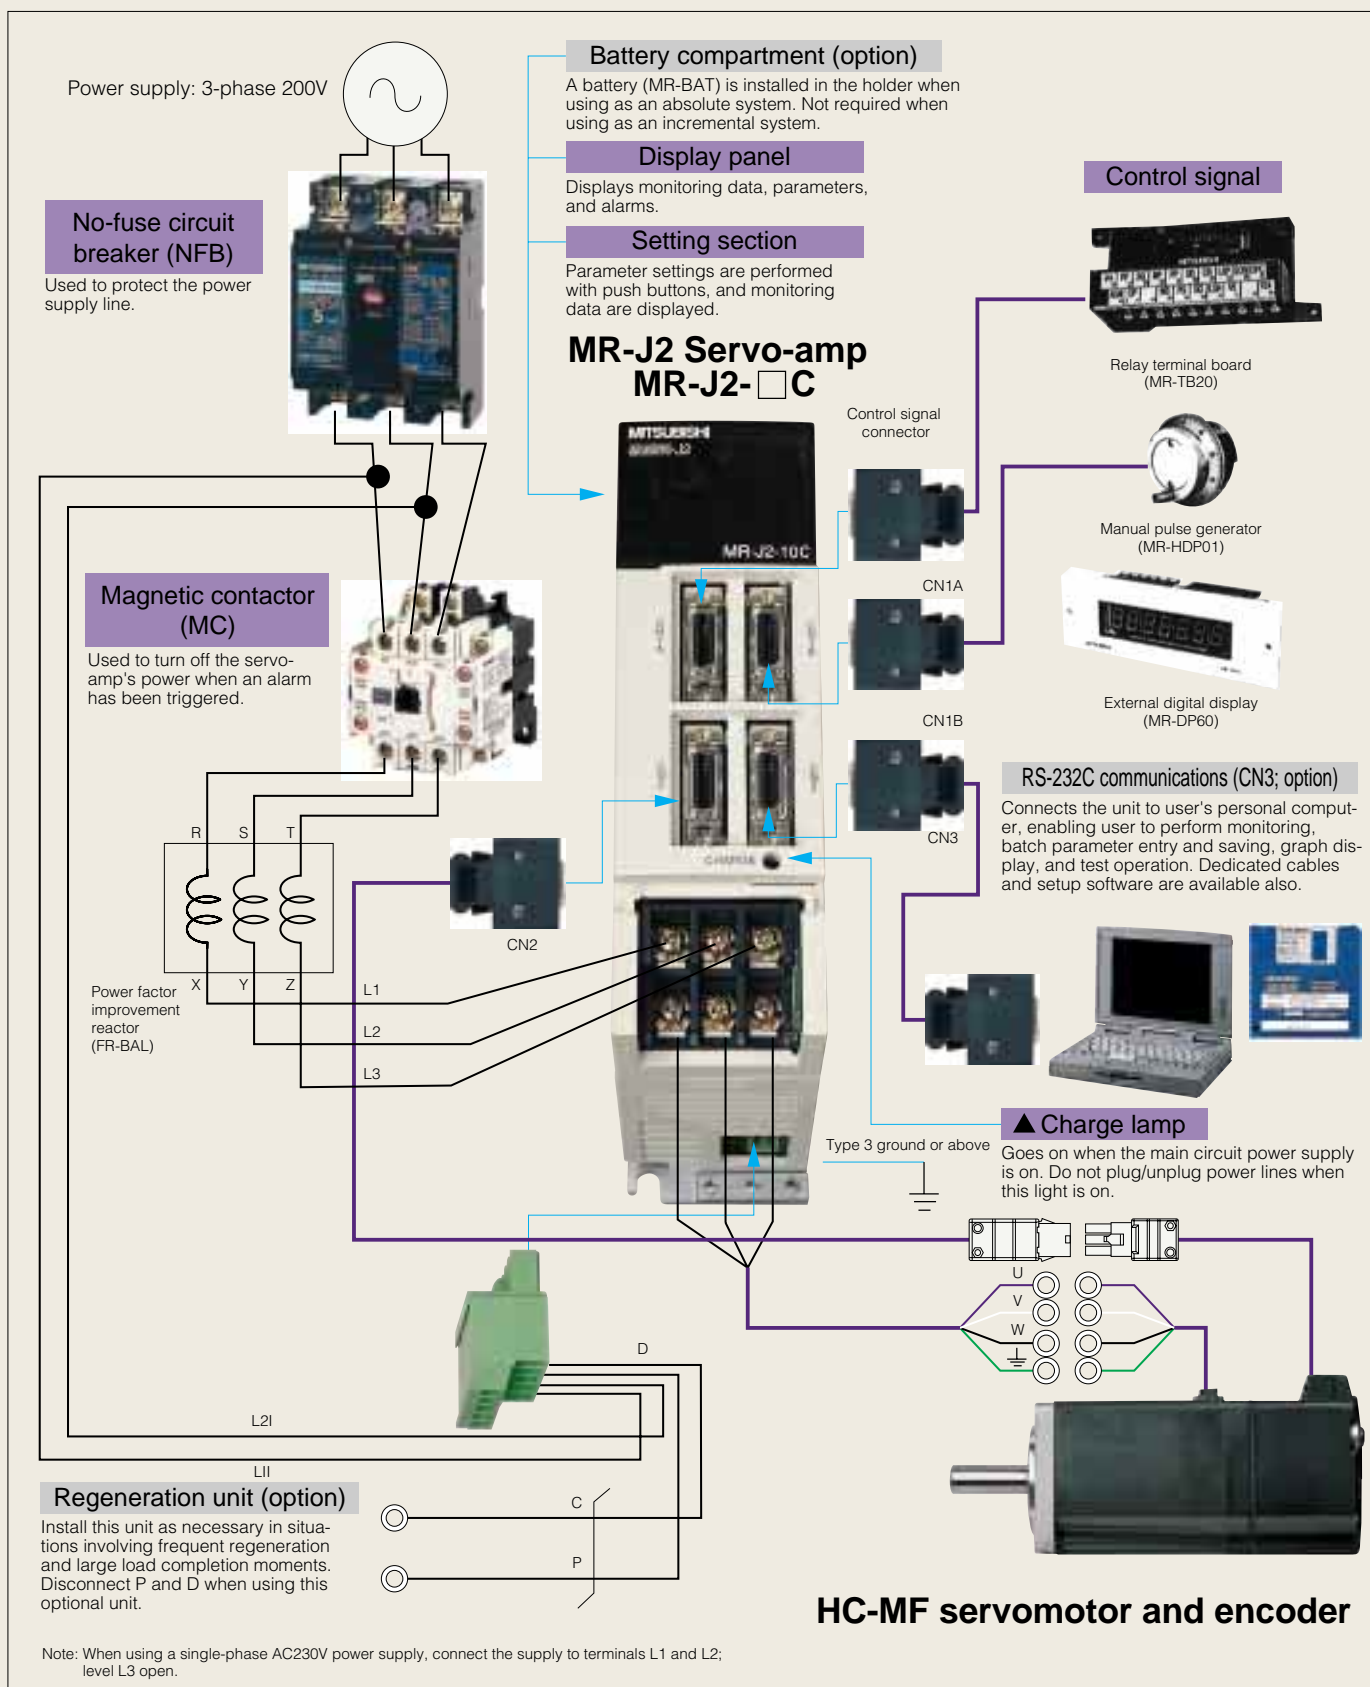 Power supply: 3-phase 200V
No-fuse circuit
breaker (NFB)
Used to protect the power
supply line.
Battery compartment (option)
A battery (MR-BAT) is installed in the holder when
using as an absolute system. Not required when
using as an incremental system.
Display panel
Displays monitoring data, parameters,
and alarms.
Setting section
Parameter settings are performed
with push buttons, and monitoring
data are displayed.
MR-J2 Servo-amp
MR-J2-□C
Control signal
Relay terminal board
(MR-TB20)
Control signal
connector
MITSUBISHI
MR-J2-10C
Manual pulse generator
(MR-HDP01)
CN1A
External digital display
(MR-DP60)
CN1B
Magnetic contactor
(MC)
Used to turn off the servo-
amp's power when an alarm
has been triggered.
RS-232C communications (CN3; option)
Connects the unit to user's personal comput-
er, enabling user to perform monitoring,
batch parameter entry and saving, graph dis-
play, and test operation. Dedicated cables
and setup software are available also.
CN3
CHARGE
R S T
CN2
X Y Z
Power factor
improvement
reactor
(FR-BAL)
L1
L2
L3
▲ Charge lamp
Goes on when the main circuit power supply
is on. Do not plug/unplug power lines when
this light is on.
Type 3 ground or above
U
V
W
D
L2I
LII
Regeneration unit (option)
Install this unit as necessary in situa-
tions involving frequent regeneration
and large load completion moments.
Disconnect P and D when using this
optional unit.
C
P
HC-MF servomotor and encoder
Note: When using a single-phase AC230V power supply, connect the supply to terminals L1 and L2;
level L3 open.